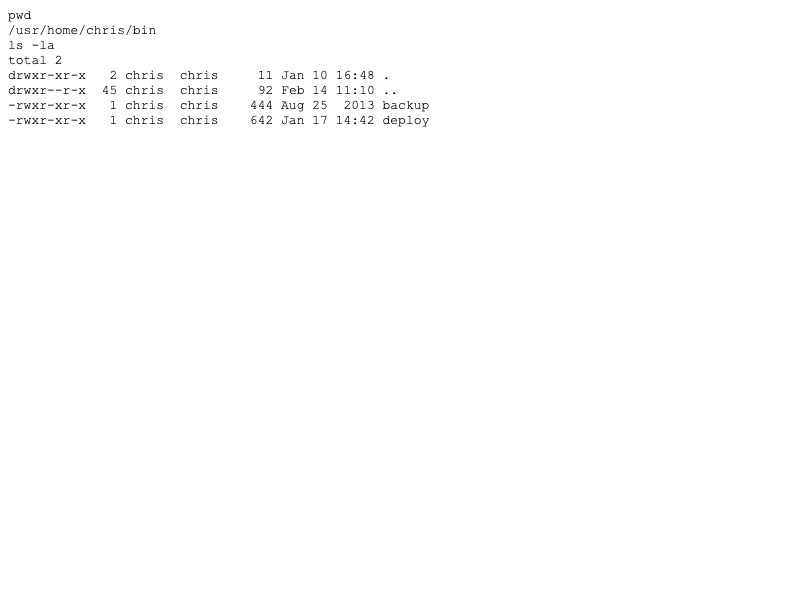 pwd
/usr/home/chris/bin
ls -la
total 2
drwxr-xr-x   2 chris  chris     11 Jan 10 16:48 .
drwxr--r-x  45 chris  chris     92 Feb 14 11:10 ..
-rwxr-xr-x   1 chris  chris    444 Aug 25  2013 backup
-rwxr-xr-x   1 chris  chris    642 Jan 17 14:42 deploy